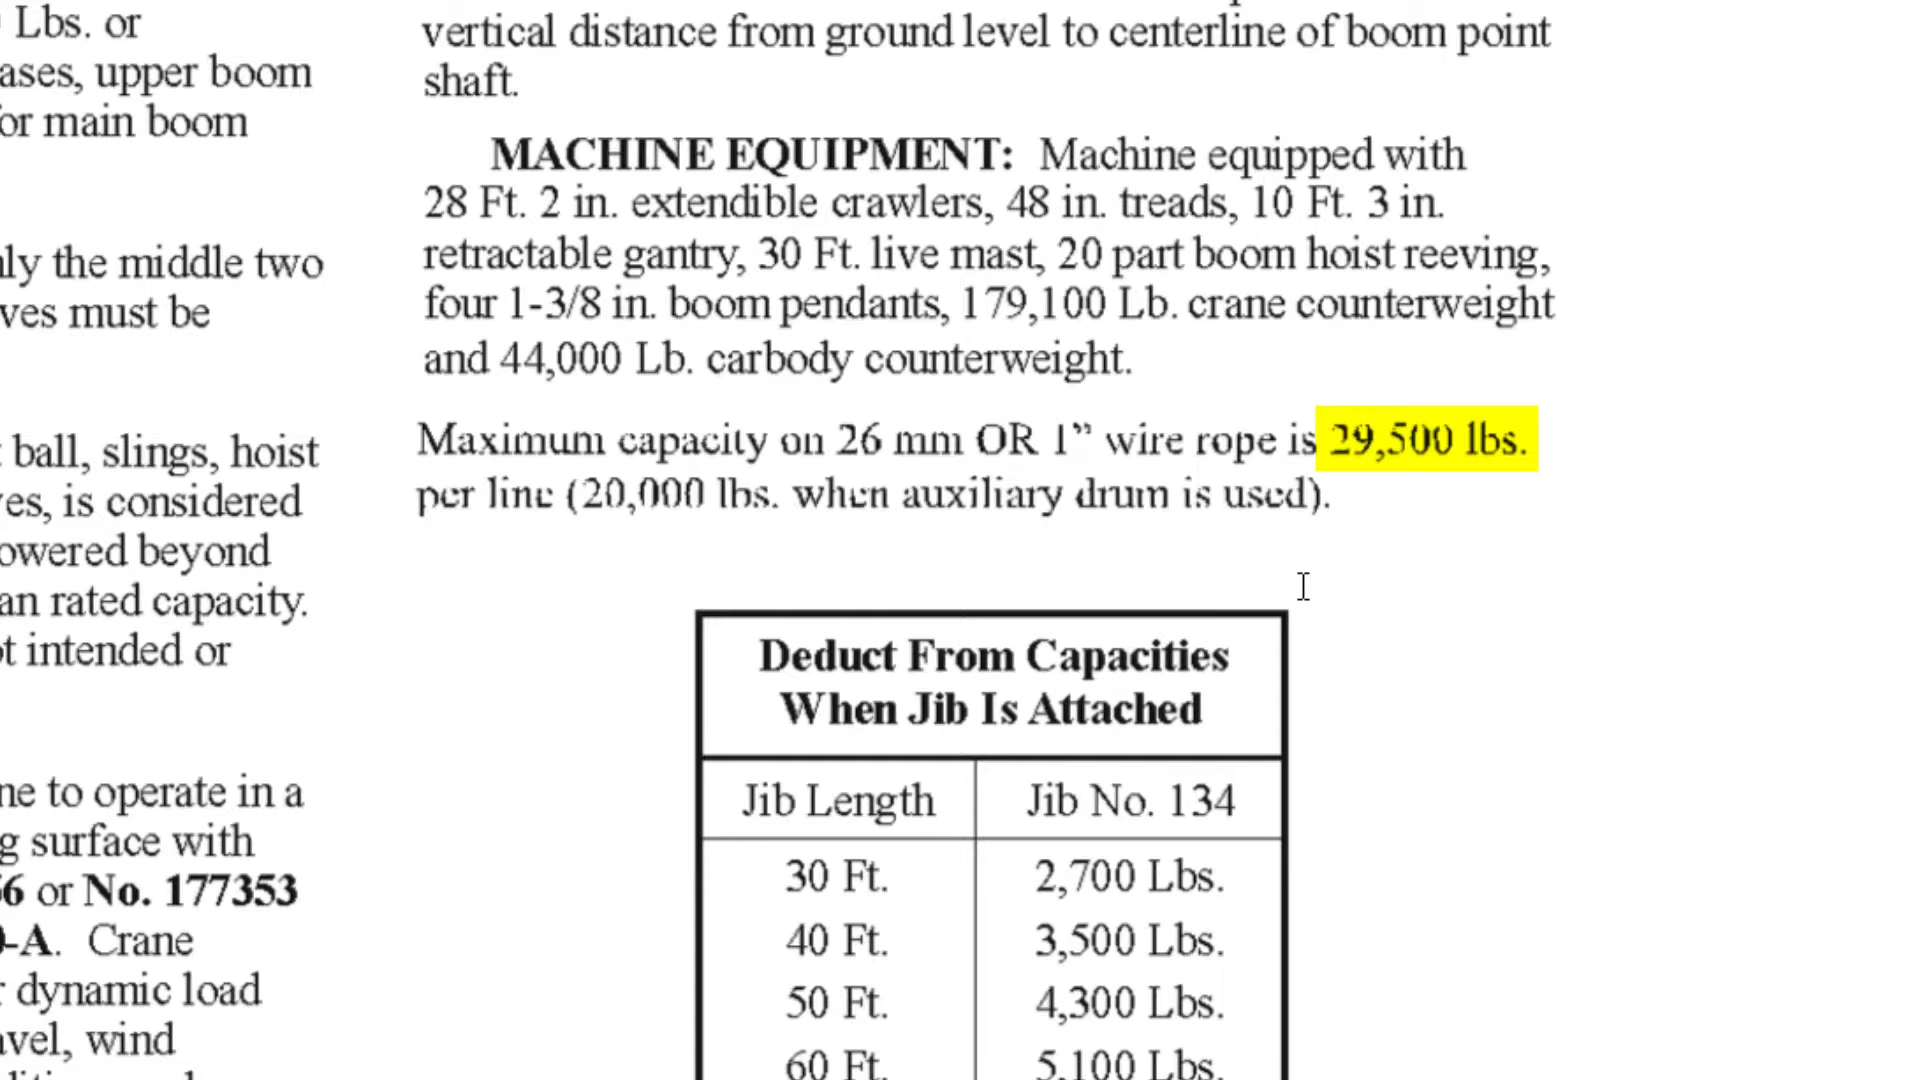 Lbs. or
ases, upper boom
or main boom
ly the middle two
ves must be
ball, slings, hoist
es, is considered
owered beyond
an rated capacity.
t intended or
ne to operate in a
g surface with
6 or No. 177353
-A. Crane
dynamic load
avel, wind
vertical distance from ground level to centerline of boom point
shaft.
MACHINE EQUIPMENT: Machine equipped with
28 Ft. 2 in. extendible crawlers, 48 in. treads, 10 Ft. 3 in.
retractable gantry, 30 Ft. live mast, 20 part boom hoist reeving,
four 1-3/8 in. boom pendants, 179,100 Lb. crane counterweight
and 44,000 Lb. carbody counterweight.
Maximum capacity on 26 mm OR 1” wire rope is 29,500 lbs.
per line (20,000 lbs. when auxiliary drum is used).
Deduct From Capacities
When Jib Is Attached
Jib Length Jib No. 134
30 Ft. 2,700 Lbs.
40 Ft. 3,500 Lbs.
50 Ft. 4,300 Lbs.
60 Ft. 5,100 Lbs.